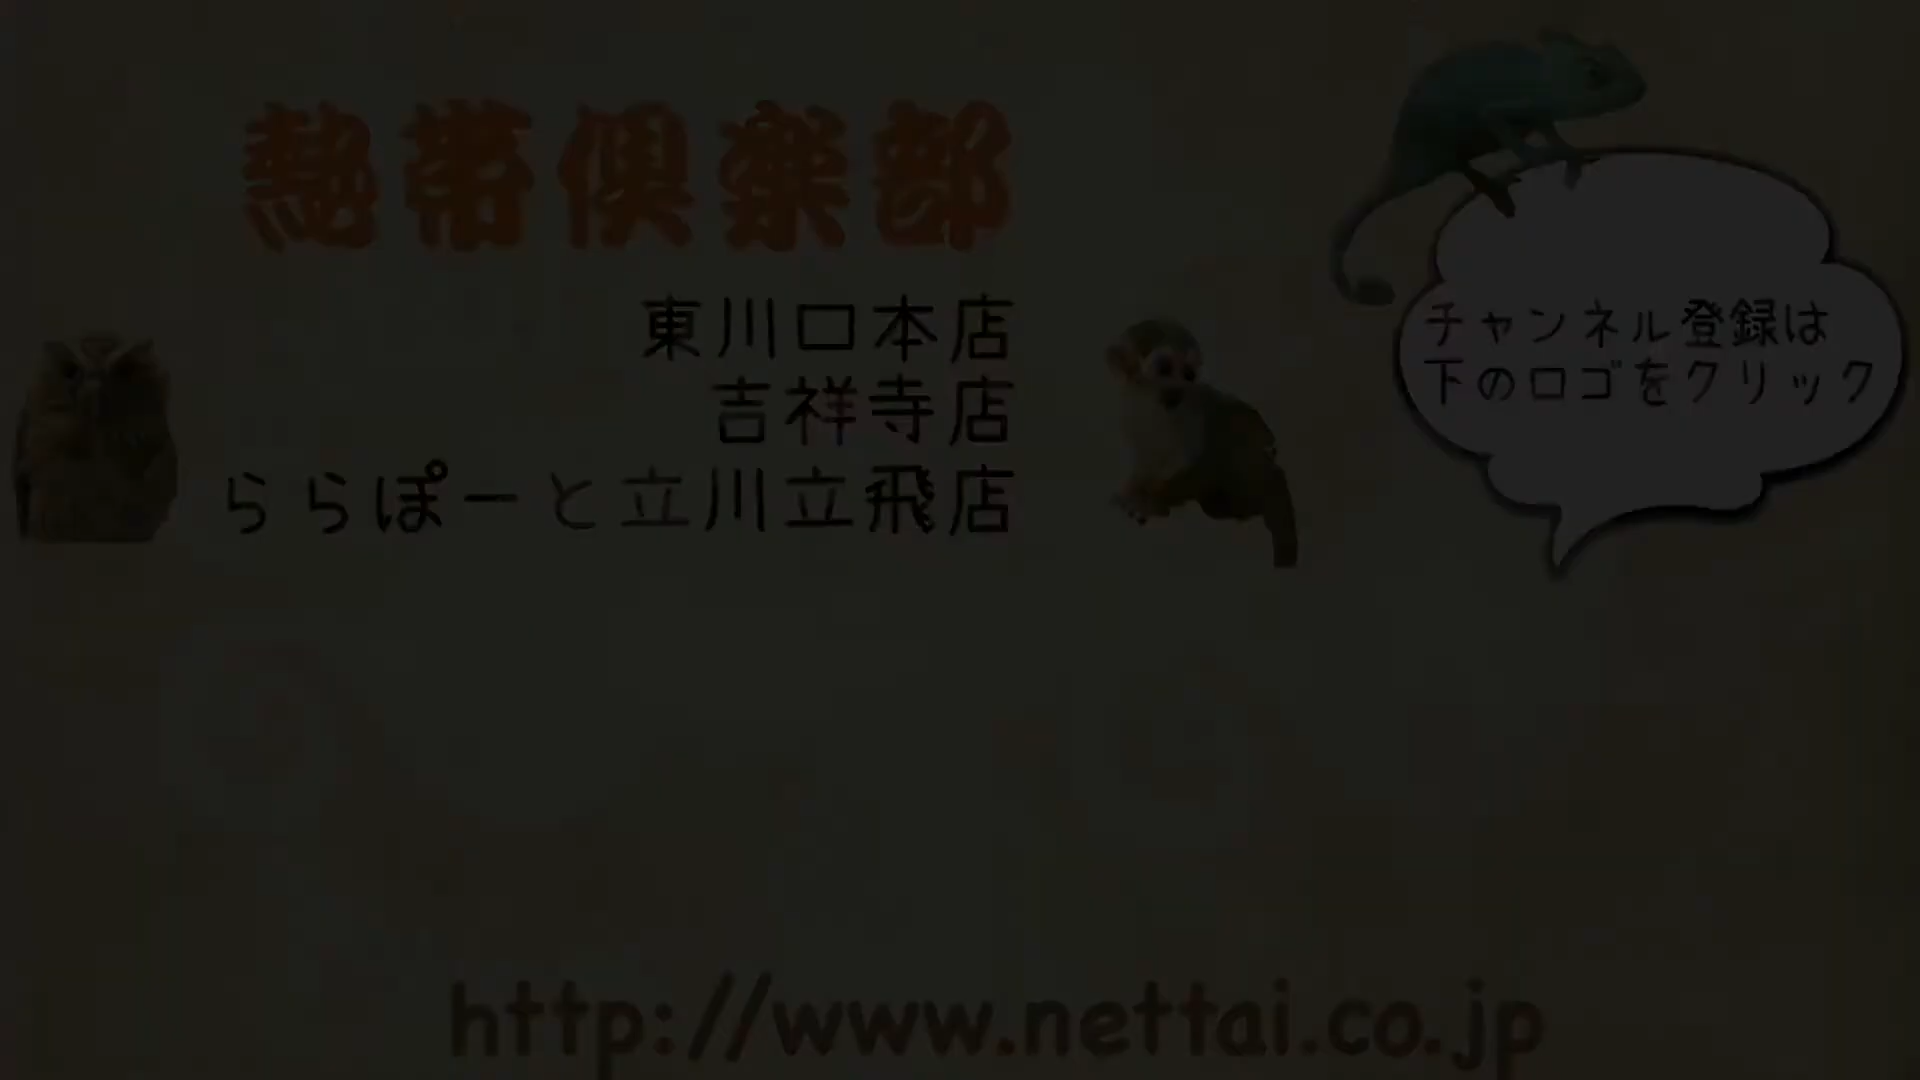 熱帯倶楽部
東川口本店
吉祥寺店
ららぽーと立川立飛店
チャンネル登録は
下のロゴをクリック
http://www.nettai.co.jp